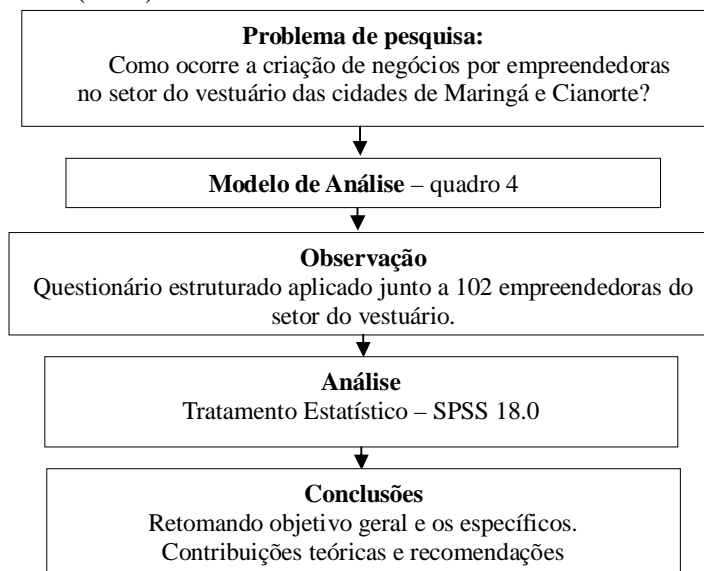 Problema de pesquisa:
Como ocorre a criação de negócios por empreendedoras
no setor do vestuário das cidades de Maringá e Cianorte?
Modelo de Análise – quadro 4
Observação
Questionário estruturado aplicado junto a 102 empreendedoras do
setor do vestuário.
Análise
Tratamento Estatístico – SPSS 18.0
Conclusões
Retomando objetivo geral e os específicos.
Contribuições teóricas e recomendações